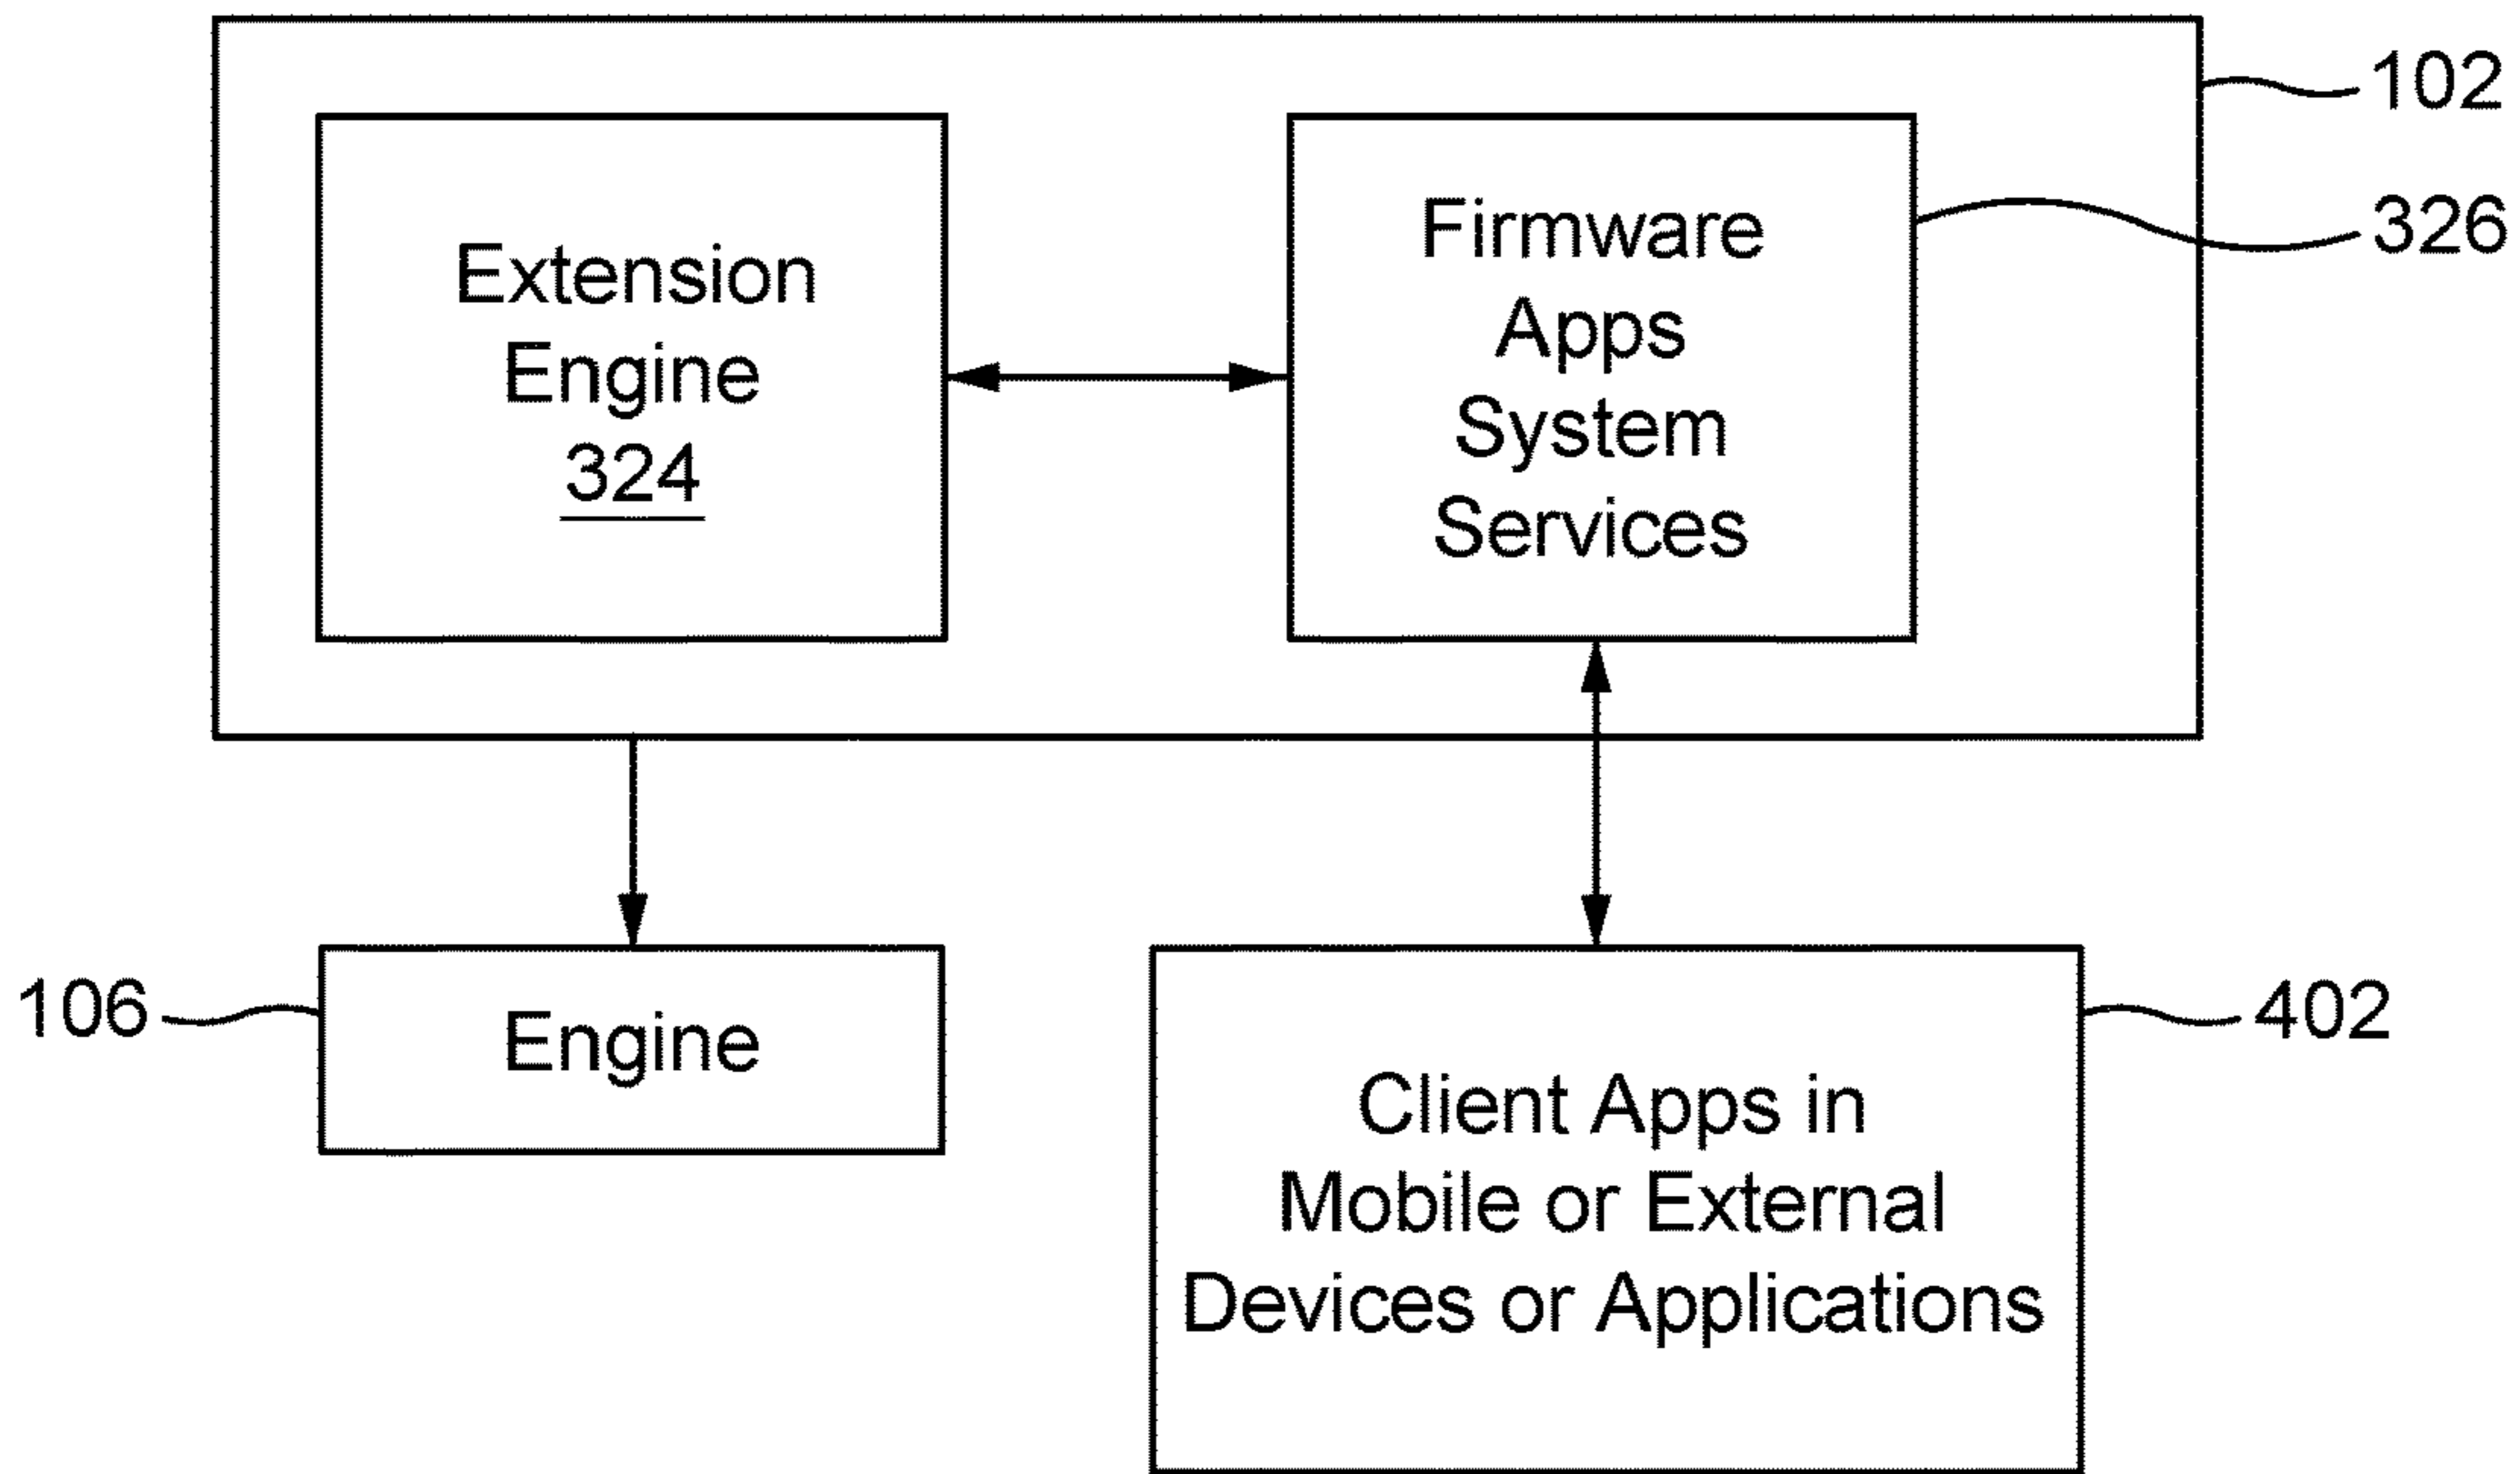 102
Extension
Engine
324
Firmware
Apps
System
Services
326
106
Engine
Client Apps in
Mobile or External
Devices or Applications
402